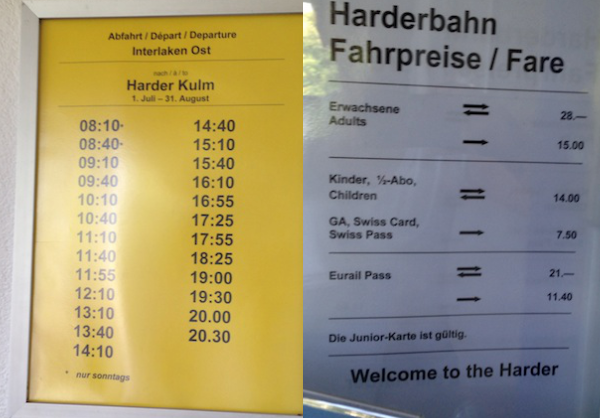 Abfahrt / Départ / Departure
Interlaken Ost
nach / à / to
Harder Kulm
1. Juli – 31. August
08:10*
08:40*
09:10
09:40
10:10
10:40
11:10
11:40
11:55
12:10
13:10
13:40
14:10
14:40
15:10
15:40
16:10
16:55
17:25
17:55
18:25
19:00
19:30
20.00
20.30
* nur sonntags
Harderbahn
Fahrpreise / Fare
Erwachsene 28.—
Adults
15.00
Kinder, ½-Abo,
Children 14.00
GA, Swiss Card,
Swiss Pass 7.50
Eurail Pass 21.—
11.40
Die Junior-Karte ist gültig.
Welcome to the Harder